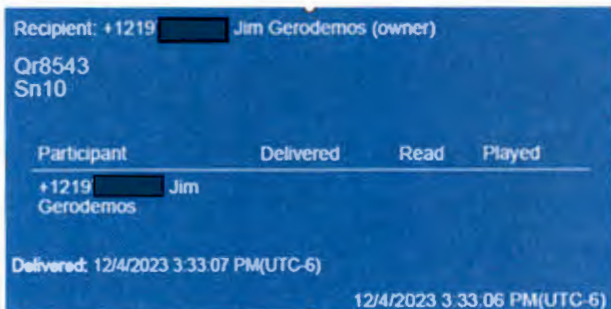 Recipient: +1219 Jim Gerodemos (owner)
Qr8543
Sn10
Participant Delivered Read Played
+1219 Jim
Gerodemos
Delivered: 12/4/2023 3:33:07 PM(UTC-6)
12/4/2023 3:33:06 PM(UTC-6)